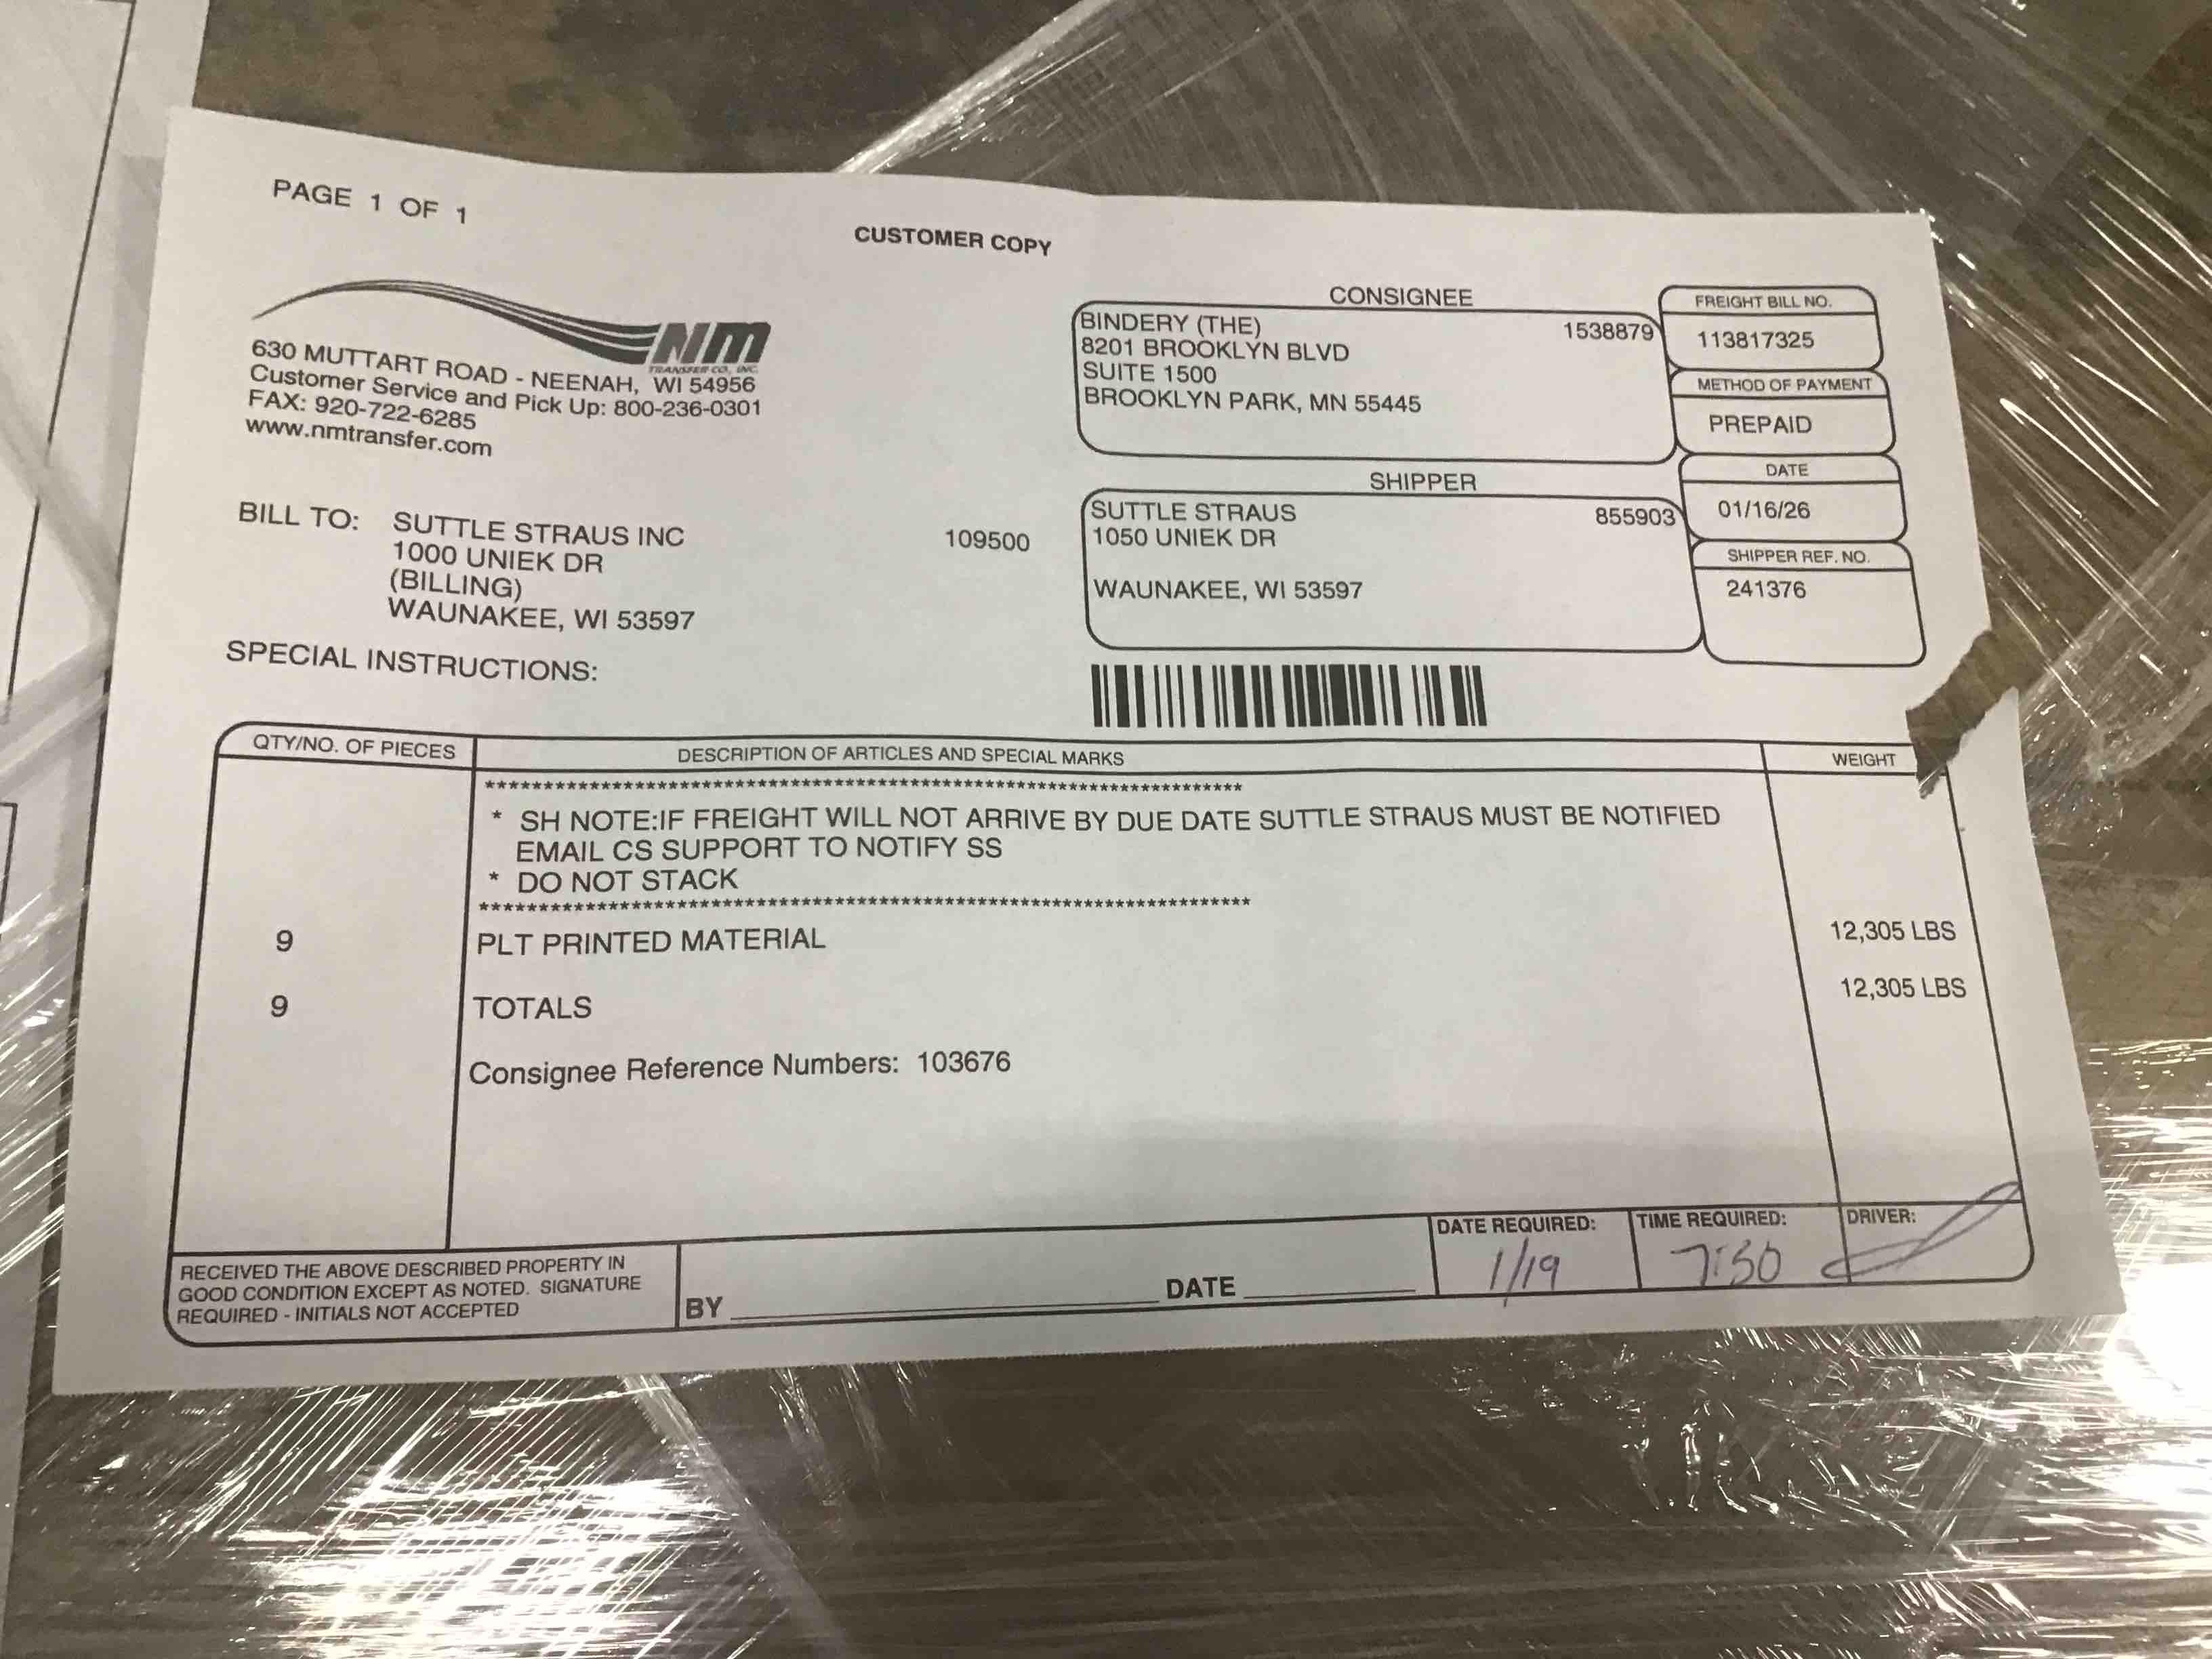 PAGE 1 OF 1
CUSTOMER COPY
NM
TRANSFER CO., INC.
630 MUTTART ROAD - NEENAH, WI 54956
Customer Service and Pick Up: 800-236-0301
FAX: 920-722-6285
www.nmtransfer.com
CONSIGNEE
BINDERY (THE) 1538879
8201 BROOKLYN BLVD
SUITE 1500
BROOKLYN PARK, MN 55445
FREIGHT BILL NO.
113817325
METHOD OF PAYMENT
PREPAID
DATE
01/16/26
SHIPPER REF. NO.
241376
BILL TO: SUTTLE STRAUS INC 109500
1000 UNIEK DR
(BILLING)
WAUNAKEE, WI 53597
SHIPPER
SUTTLE STRAUS 855903
1050 UNIEK DR
WAUNAKEE, WI 53597
SPECIAL INSTRUCTIONS:
QTY/NO. OF PIECES DESCRIPTION OF ARTICLES AND SPECIAL MARKS WEIGHT
* SH NOTE:IF FREIGHT WILL NOT ARRIVE BY DUE DATE SUTTLE STRAUS MUST BE NOTIFIED
EMAIL CS SUPPORT TO NOTIFY SS
* DO NOT STACK
9 PLT PRINTED MATERIAL 12,305 LBS
9 TOTALS 12,305 LBS
Consignee Reference Numbers: 103676
RECEIVED THE ABOVE DESCRIBED PROPERTY IN
GOOD CONDITION EXCEPT AS NOTED. SIGNATURE
REQUIRED - INITIALS NOT ACCEPTED
BY DATE
DATE REQUIRED:
1/19
TIME REQUIRED:
7:50
DRIVER: